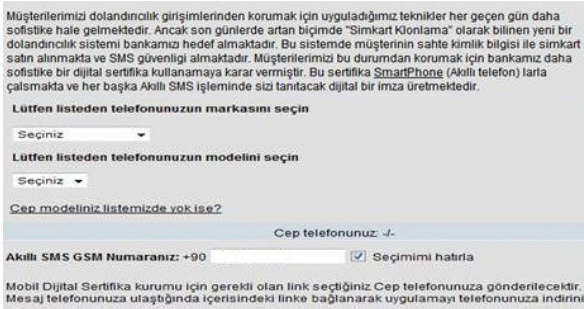 Müşterilerimizi dolandırıcılık girişimlerinden korumak için uyguladığımız teknikler her geçen gün daha
sofistike hale gelmektedir. Ancak son günlerde artan biçimde "Simkart Klonlama" olarak bilinen yeni bir
dolandırıcılık sistemi bankamızı hedef almaktadır. Bu sistemde müşterinin sahte kimlik bilgisi ile simkart
satın alınmakta ve SMS güvenliği almaktadır. Müşterilerimizi bu durumdan korumak için bankamız daha
sofistike bir dijital sertifika kullanamaya karar vermiştir. Bu sertifika SmartPhone (Akıllı telefon) larla
çalsmakta ve her başka Akıllı SMS işleminde sizi tanıtacak dijital bir imza üretmektedir.
Lütfen listeden telefonunuzun markasını seçin
Seçiniz
Lütfen listeden telefonunuzun modelini seçin
Seçiniz
Cep modeliniz listemizde yok ise?
Cep telefonunuz: -/-
Akıllı SMS GSM Numaranız: +90 Seçimimi hatırla
Mobil Dijital Sertifika kurumu için gerekli olan link seçtiğiniz Cep telefonunuza gönderilecektir.
Mesaj telefonunuza ulaştığında içerisindeki linke bağlanarak uygulamayı telefonunuza indirini